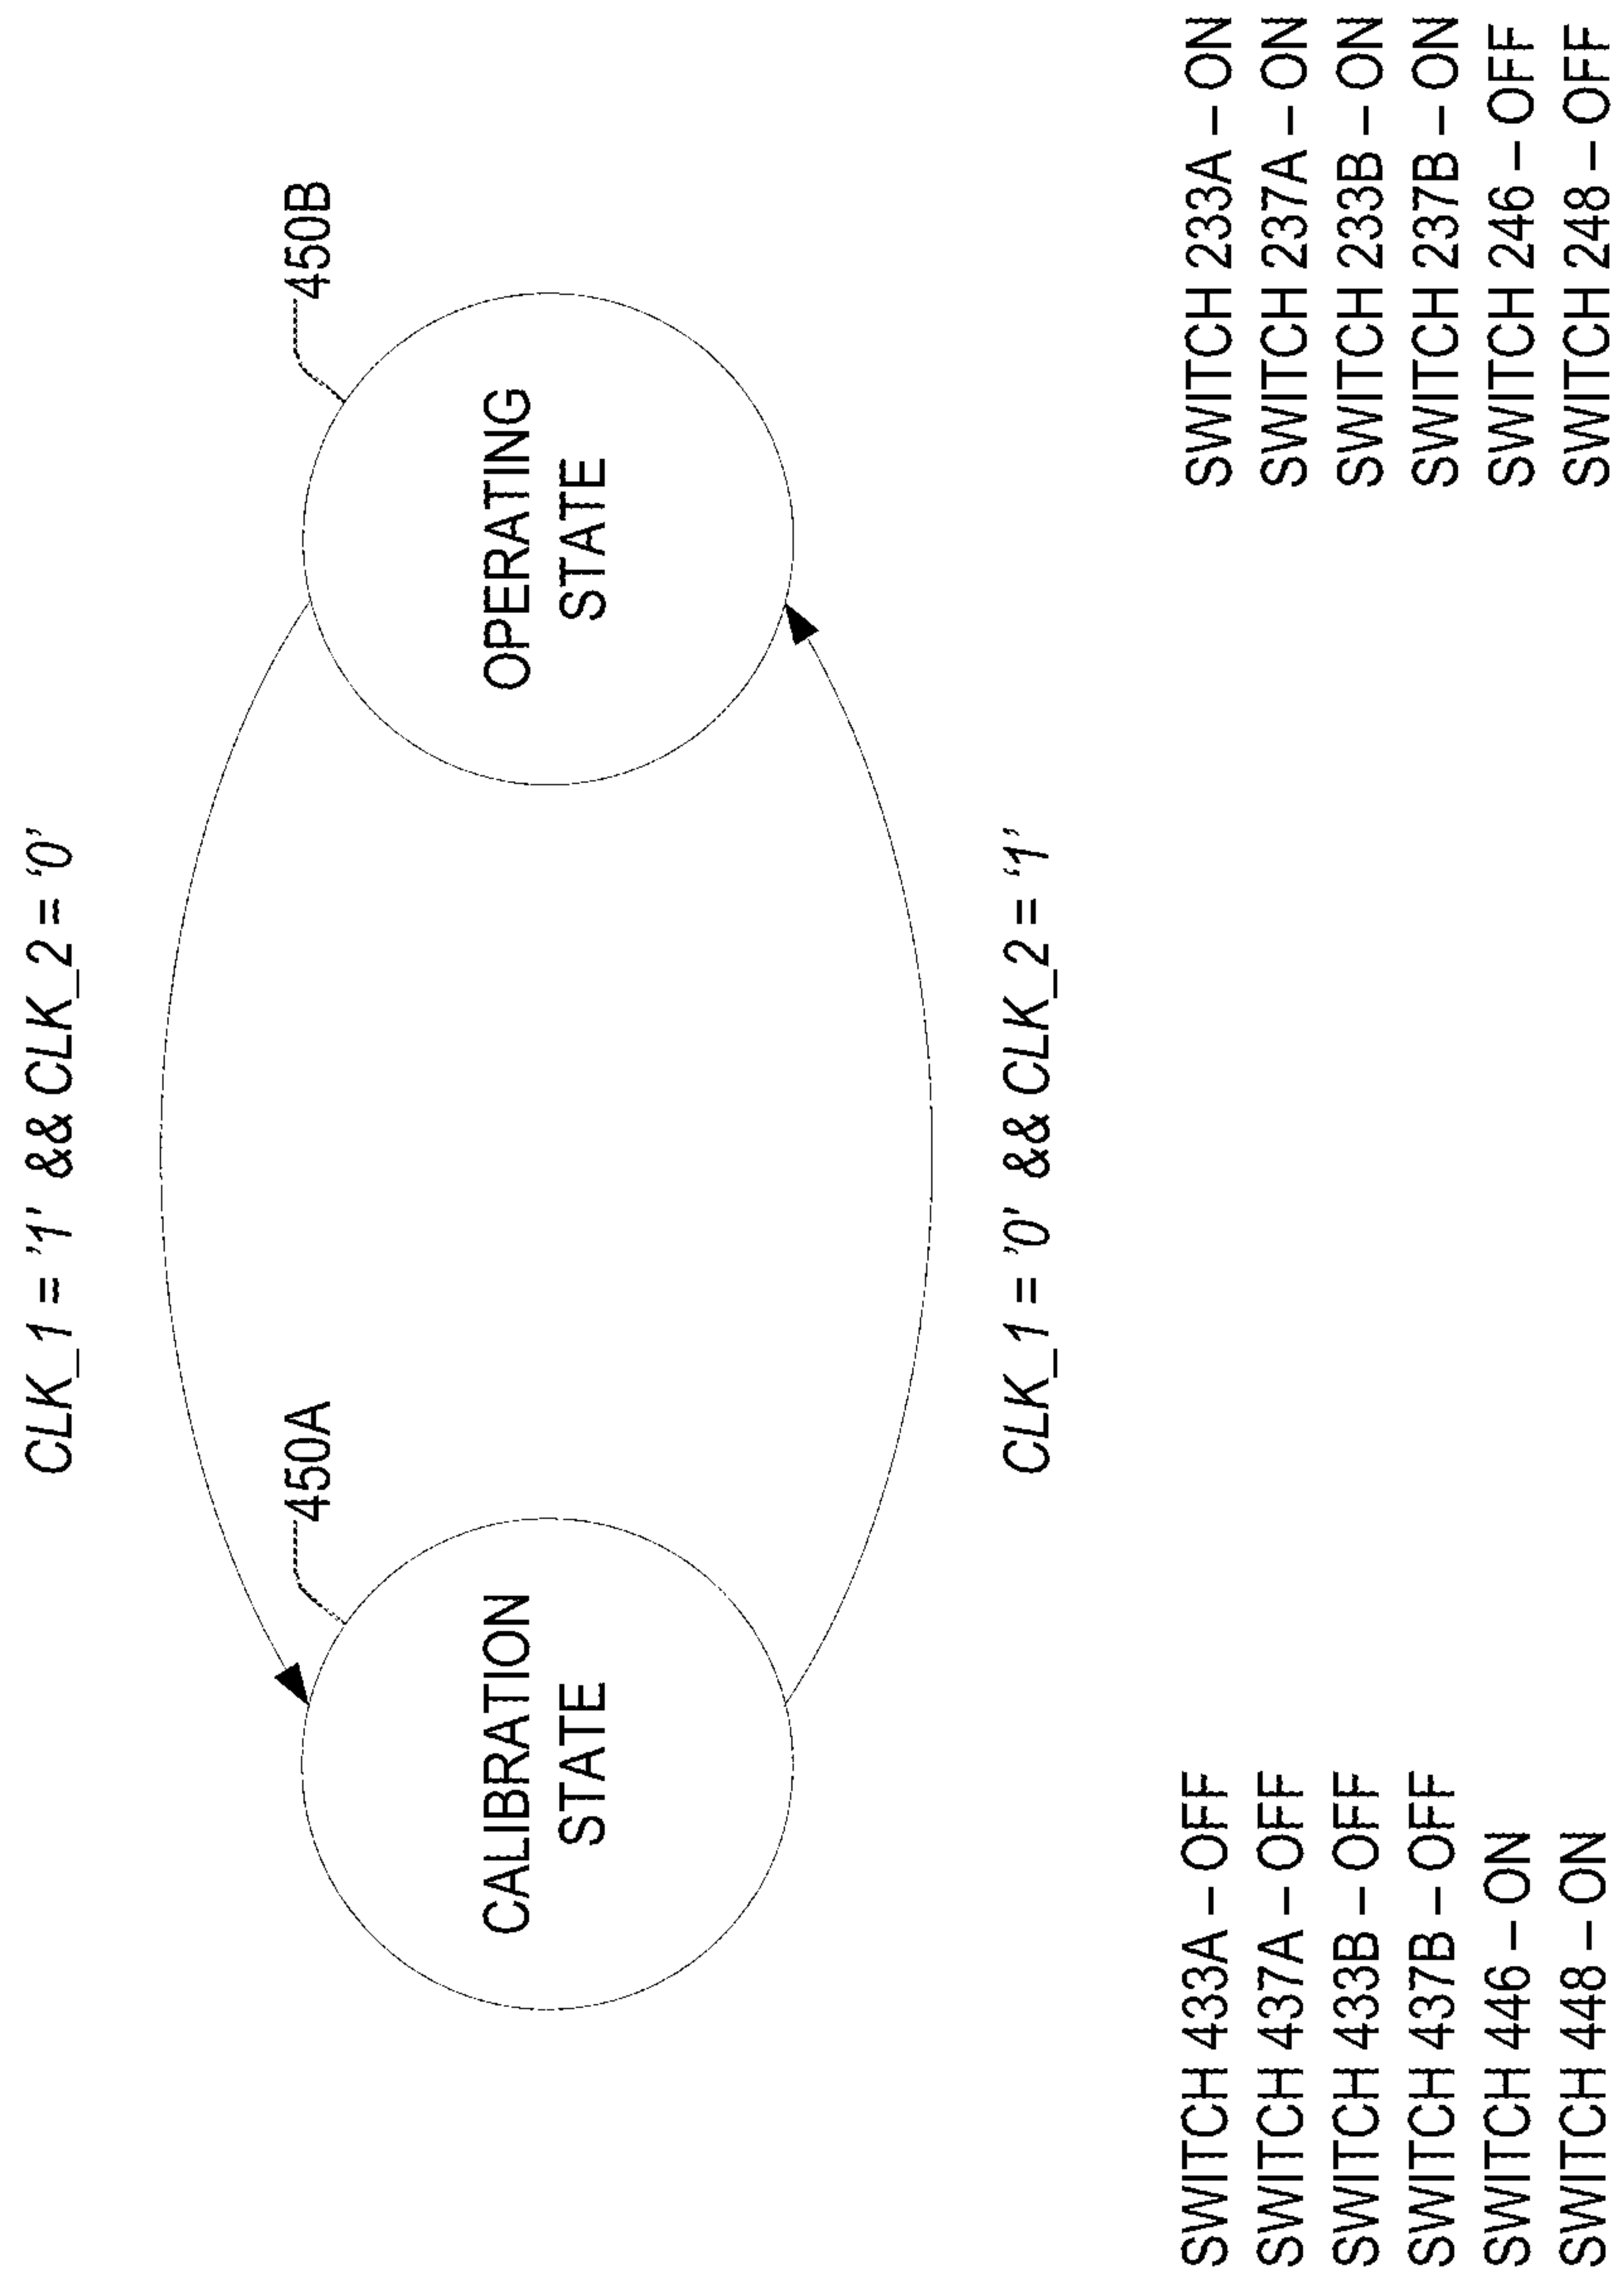 CLK_1 = '1' && CLK_2 = ‘0’
450A
450B
CALIBRATION
STATE
OPERATING
STATE
CLK_1 = '0' && CLK_2 = ‘1’
SWITCH 433A – OFF
SWITCH 437A – OFF
SWITCH 433B – OFF
SWITCH 437B – OFF
SWITCH 446 – ON
SWITCH 448 – ON
SWITCH 233A – ON
SWITCH 237A – ON
SWITCH 233B – ON
SWITCH 237B – ON
SWITCH 246 – OFF
SWITCH 248 – OFF